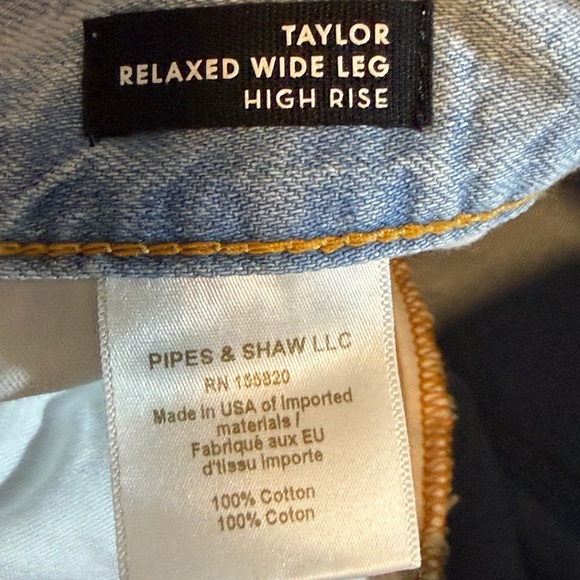 TAYLOR
RELAXED WIDE LEG
HIGH RISE
PIPES & SHAW LLC
RN
Made in USA of Imported
materials /
Fabriqué aux EU
d'tissu importe
100% Cotton
100% Coton